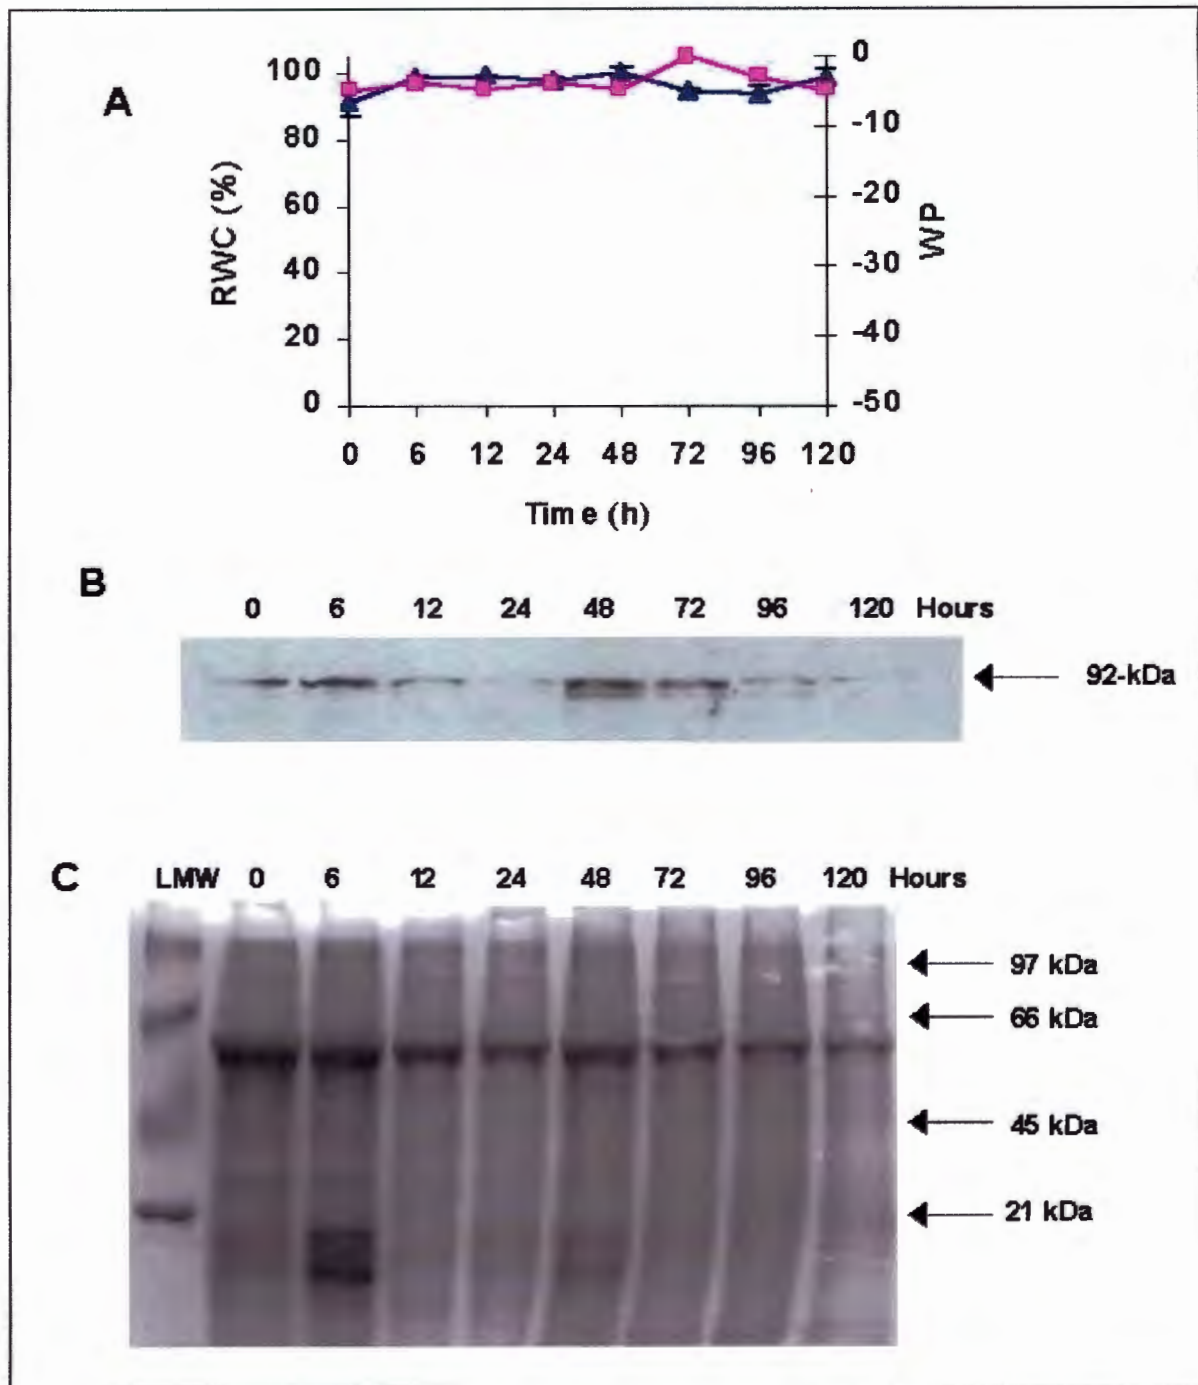 A
100
80
60
40
20
0
RWC (%)
0
-10
-20
-30
-40
-50
WP
0 6 12 24 48 72 96 120
Time (h)
B
0 6 12 24 48 72 96 120 Hours
92-kDa
C
LMW 0 6 12 24 48 72 96 120 Hours
97 kDa
66 kDa
45 kDa
21 kDa